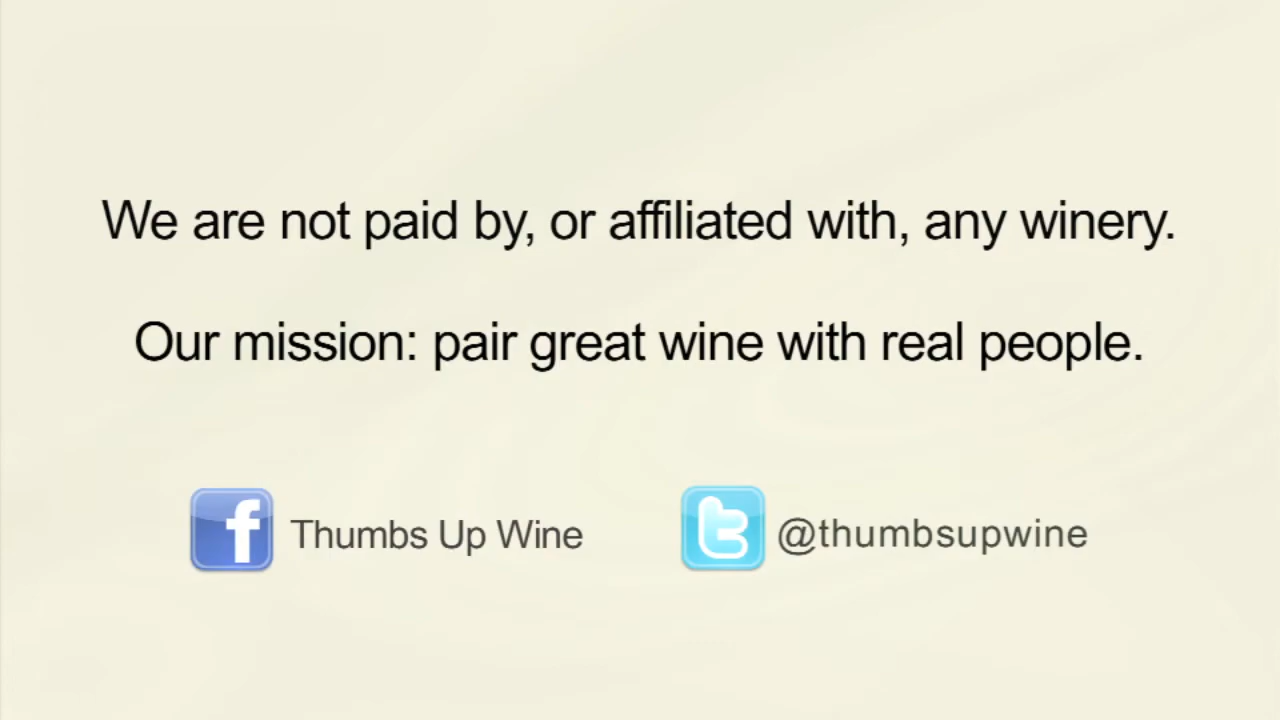 We are not paid by, or affiliated with, any winery.
Our mission: pair great wine with real people.
f Thumbs Up Wine
t @thumbsupwine